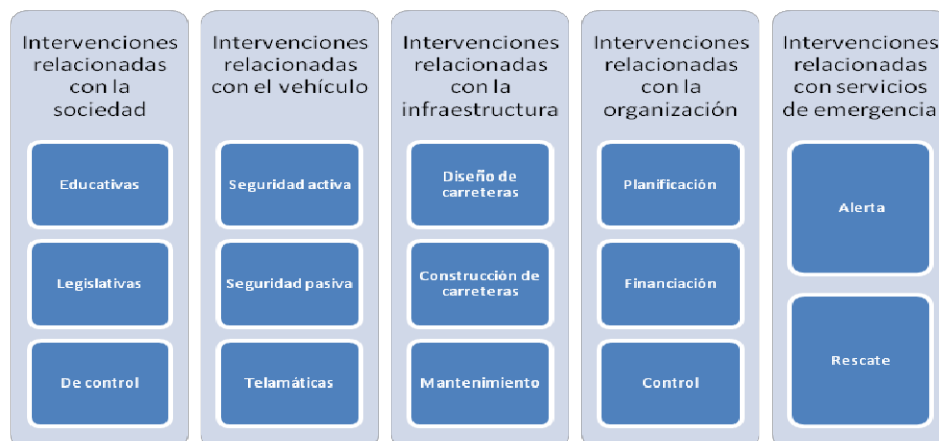 Intervenciones
relacionadas
con la
sociedad
Educativas
Legislativas
De control
Intervenciones
relacionadas
con el vehículo
Seguridad activa
Seguridad pasiva
Telamáticas
Intervenciones
relacionadas
con la
infraestructura
Diseño de
carreteras
Construcción de
carreteras
Mantenimiento
Intervenciones
relacionadas
con la
organización
Planificación
Financiación
Control
Intervenciones
relacionadas
con servicios
de emergencia
Alerta
Rescate